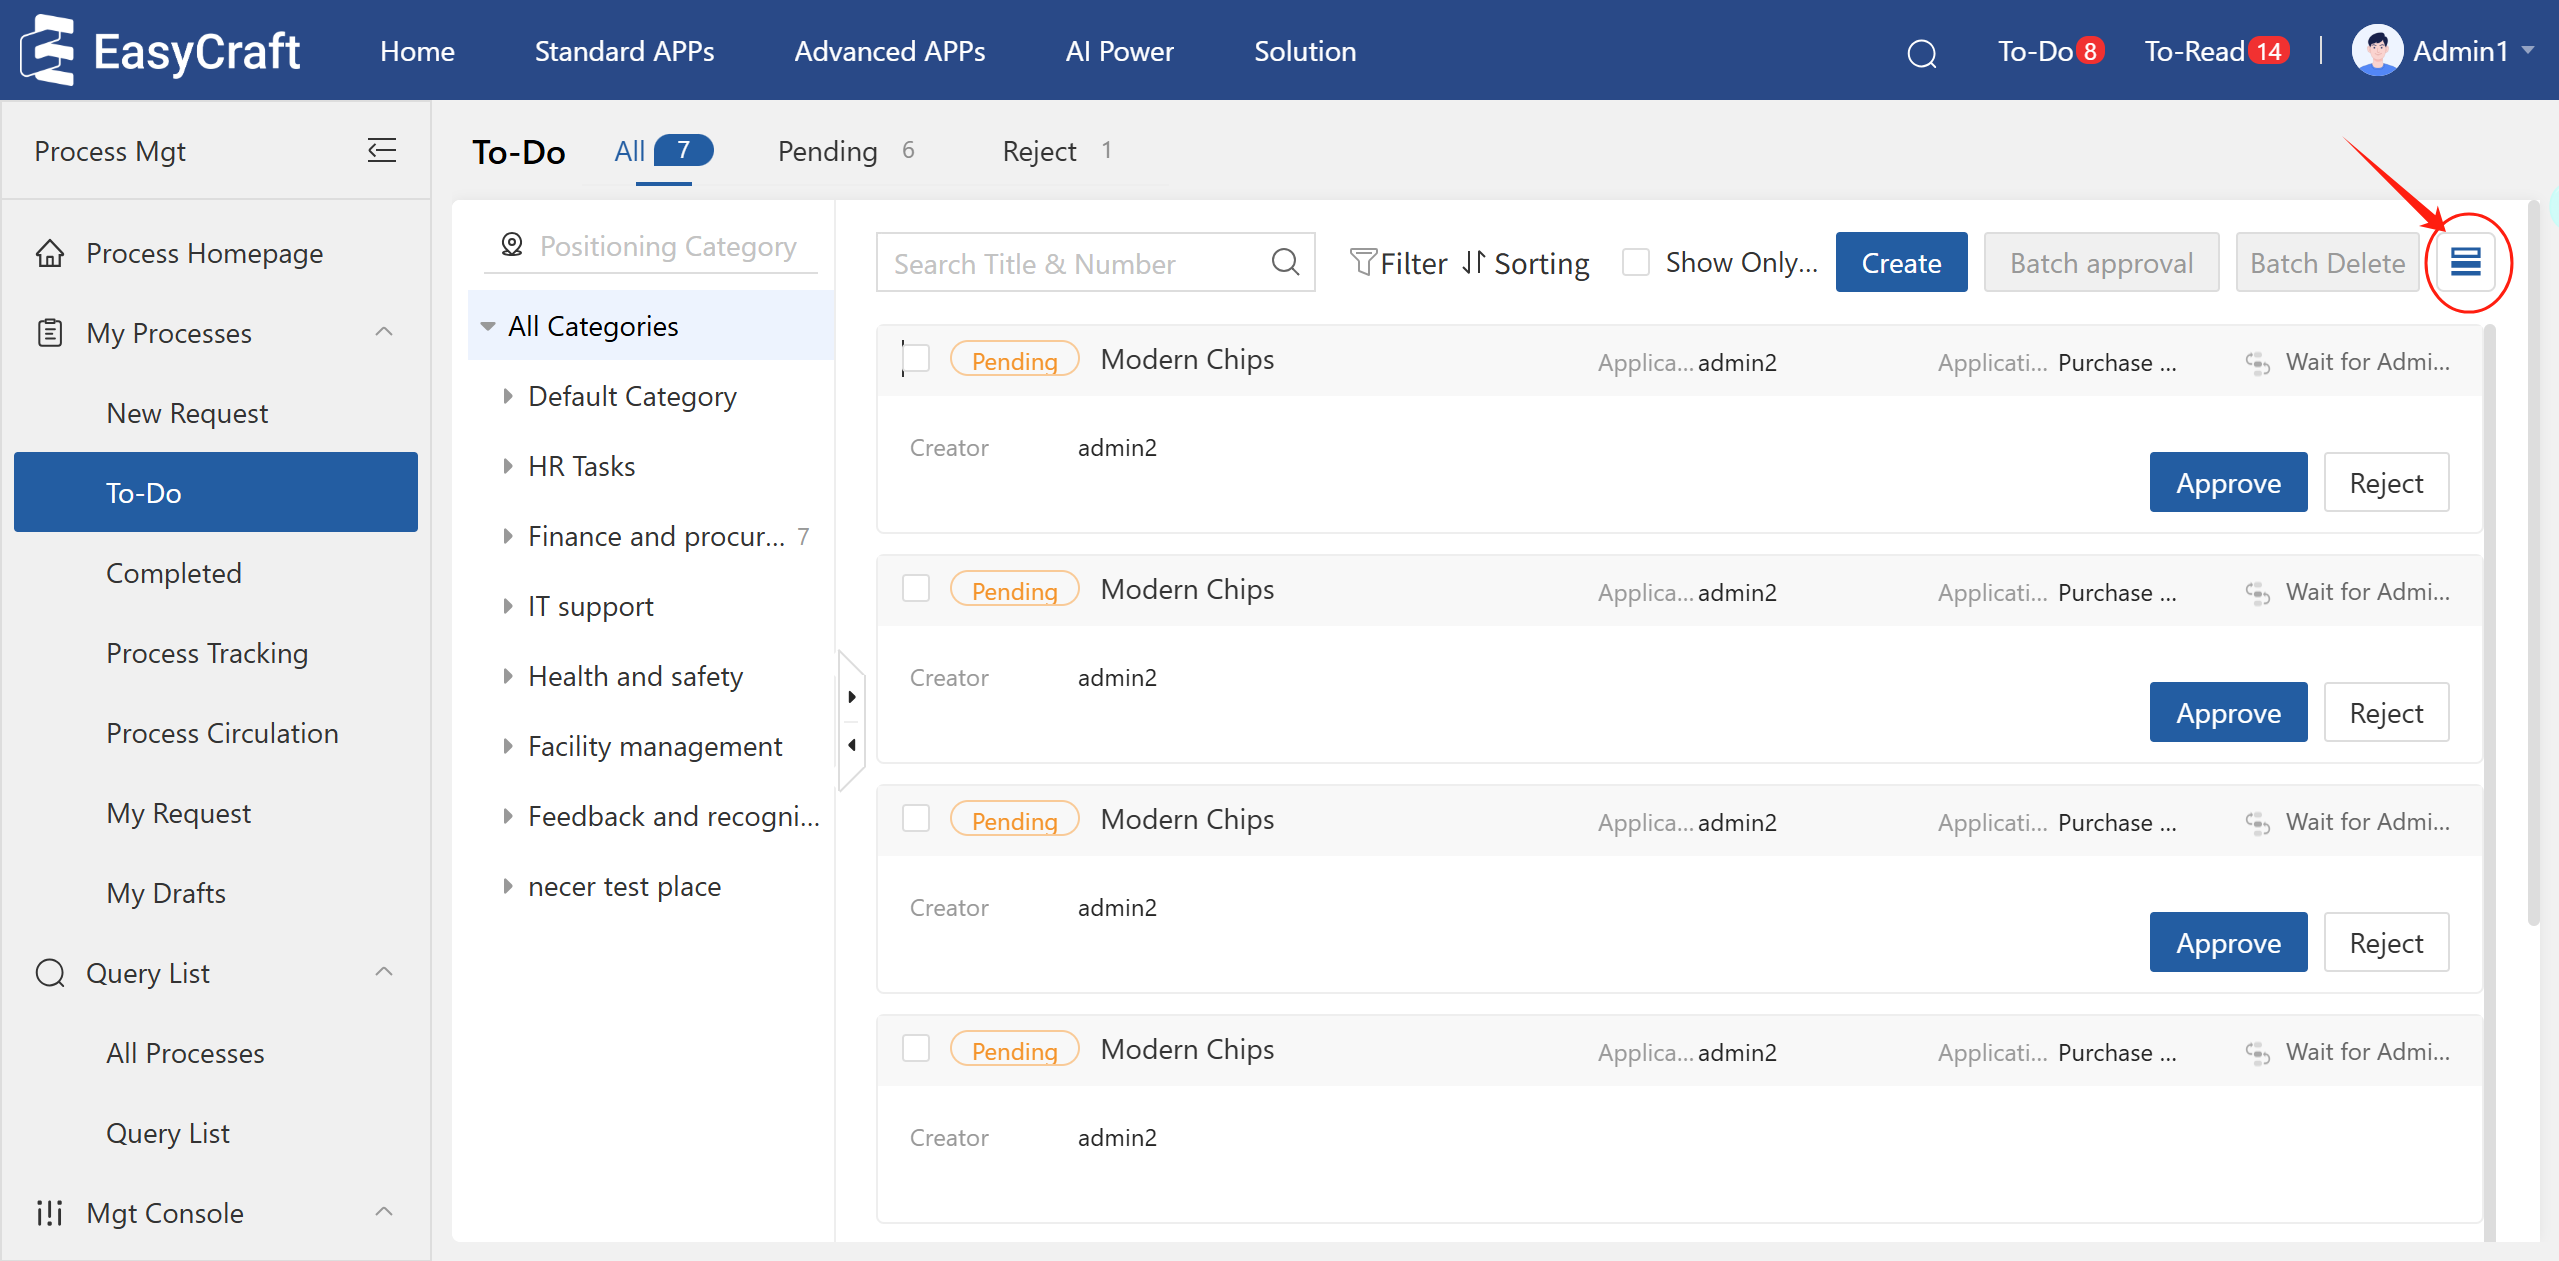 EasyCraft Home Standard APPs Advanced APPs AI Power Solution To-Do 8 To-Read 14 Admin1
Process Mgt
Process Homepage
My Processes
New Request
To-Do
Completed
Process Tracking
Process Circulation
My Request
My Drafts
Query List
All Processes
Query List
Mgt Console
To-Do All 7 Pending 6 Reject 1
Positioning Category
All Categories
Default Category
HR Tasks
Finance and procur... 7
IT support
Health and safety
Facility management
Feedback and recogni...
necer test place
Search Title & Number Filter Sorting Show Only... Create Batch approval Batch Delete
Pending Modern Chips Applica... admin2 Applicati... Purchase ... Wait for Admi...
Creator admin2
Approve Reject
Pending Modern Chips Applica... admin2 Applicati... Purchase ... Wait for Admi...
Creator admin2
Approve Reject
Pending Modern Chips Applica... admin2 Applicati... Purchase ... Wait for Admi...
Creator admin2
Approve Reject
Pending Modern Chips Applica... admin2 Applicati... Purchase ... Wait for Admi...
Creator admin2